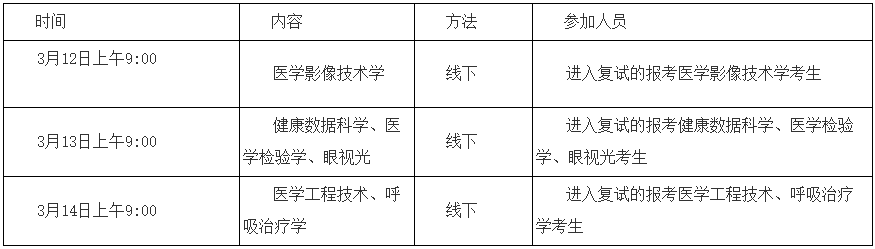 时间 内容 方法 参加人员
3月12日上午9:00 医学影像技术学 线下 进入复试的报考医学影像技术学考生
3月13日上午9:00 健康数据科学、医学检验学、眼视光 线下 进入复试的报考健康数据科学、医学检验学、眼视光考生
3月14日上午9:00 医学工程技术、呼吸治疗学 线下 进入复试的报考医学工程技术、呼吸治疗学考生